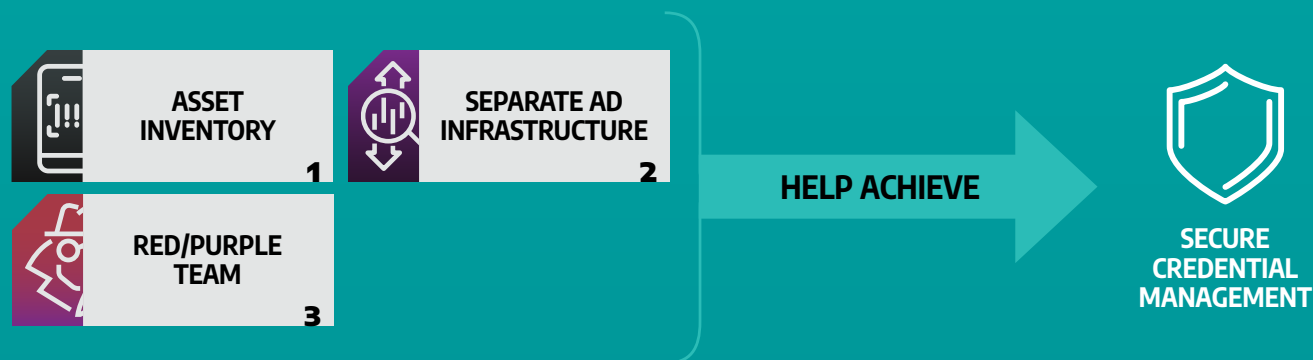 ASSET
INVENTORY
1
SEPARATE AD
INFRASTRUCTURE
2
RED/PURPLE
TEAM
3
HELP ACHIEVE
SECURE
CREDENTIAL
MANAGEMENT